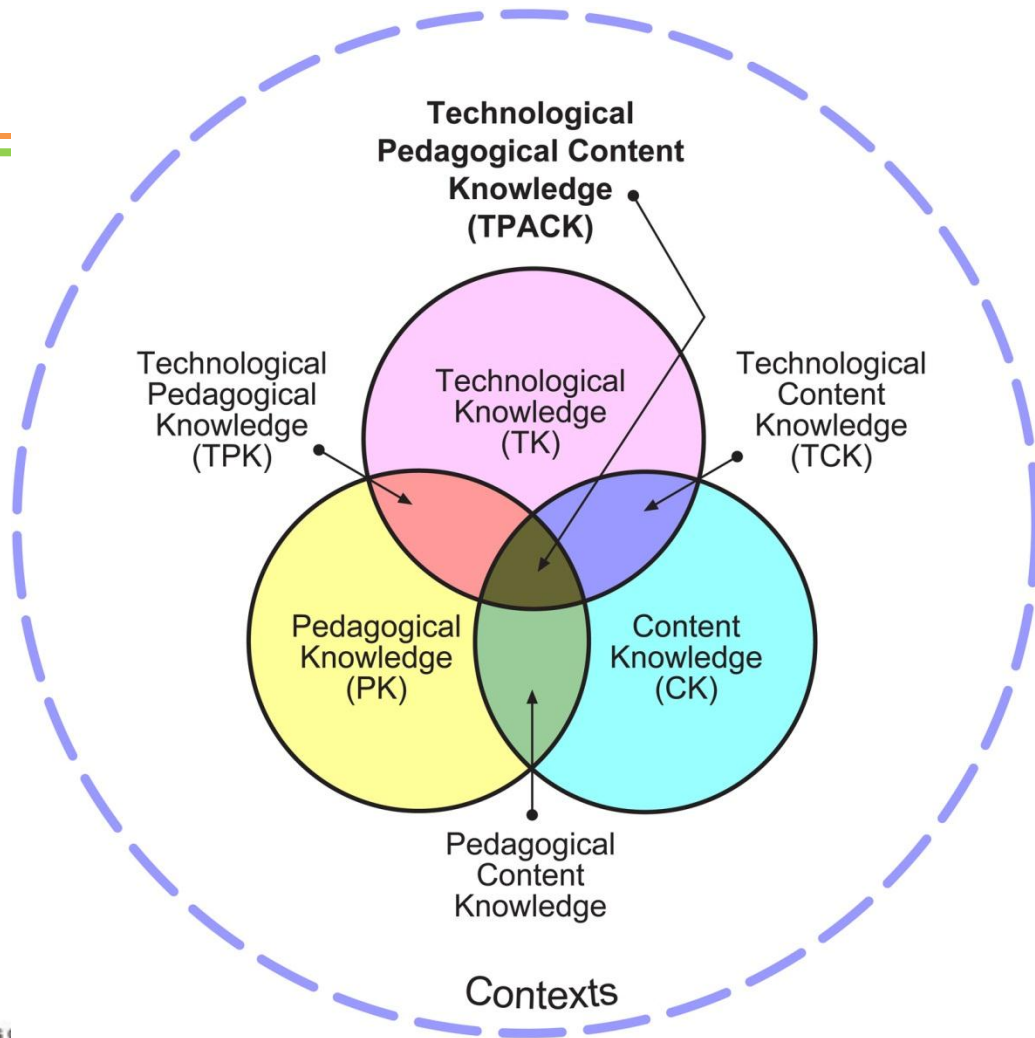 Technological
Pedagogical Content
Knowledge
(TPACK)
Technological
Pedagogical
Knowledge
(TPK)
Technological
Knowledge
(TK)
Technological
Content
Knowledge
(TCK)
Pedagogical
Knowledge
(PK)
Content
Knowledge
(CK)
Pedagogical
Content
Knowledge
Contexts